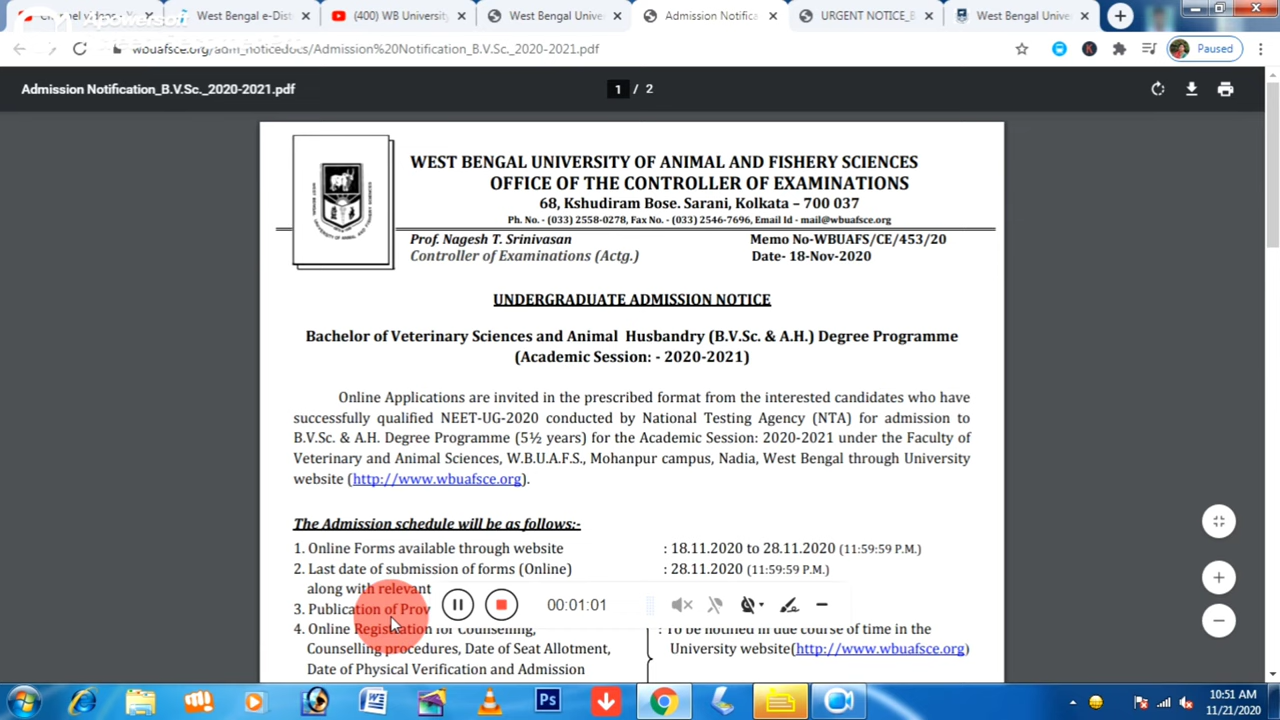 West Bengal e-Dist
(400) WB University
West Bengal Unive
Admission Notifica
URGENT NOTICE_B
West Bengal Unive
Apowersoft
wbuafsce.org/adm_noticedocs/Admission%20Notification_B.V.Sc._2020-2021.pdf
Paused
Admission Notification_B.V.Sc._2020-2021.pdf
1 / 2
WEST BENGAL UNIVERSITY OF ANIMAL AND FISHERY SCIENCES
OFFICE OF THE CONTROLLER OF EXAMINATIONS
68, Kshudiram Bose. Sarani, Kolkata – 700 037
Ph. No. - (033) 2558-0278, Fax No. - (033) 2546-7696, Email Id - mail@wbuafsce.org
Prof. Nagesh T. Srinivasan
Memo No-WBUAFS/CE/453/20
Controller of Examinations (Actg.)
Date- 18-Nov-2020
UNDERGRADUATE ADMISSION NOTICE
Bachelor of Veterinary Sciences and Animal Husbandry (B.V.Sc. & A.H.) Degree Programme
(Academic Session: - 2020-2021)
Online Applications are invited in the prescribed format from the interested candidates who have
successfully qualified NEET-UG-2020 conducted by National Testing Agency (NTA) for admission to
B.V.Sc. & A.H. Degree Programme (5½ years) for the Academic Session: 2020-2021 under the Faculty of
Veterinary and Animal Sciences, W.B.U.A.F.S., Mohanpur campus, Nadia, West Bengal through University
website (http://www.wbuafsce.org).
The Admission schedule will be as follows:-
1. Online Forms available through website : 18.11.2020 to 28.11.2020 (11:59:59 P.M.)
2. Last date of submission of forms (Online) : 28.11.2020 (11:59:59 P.M.)
along with relevant
3. Publication of Prov
00:01:01
4. Online Registration for Counselling, : To be notified in due course of time in the
Counselling procedures, Date of Seat Allotment, University website(http://www.wbuafsce.org)
Date of Physical Verification and Admission
10:51 AM
11/21/2020